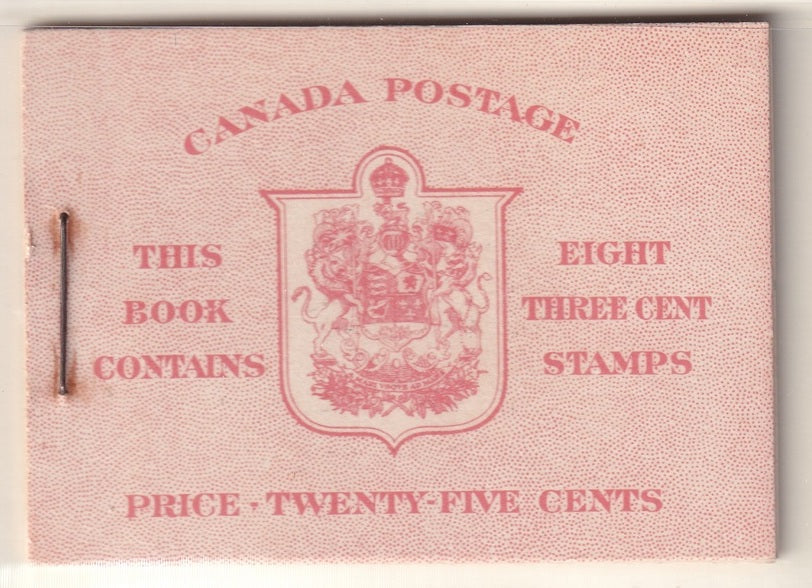 CANADA POSTAGE
THIS
BOOK
CONTAINS
EIGHT
THREE CENT
STAMPS
PRICE · TWENTY-FIVE CENTS